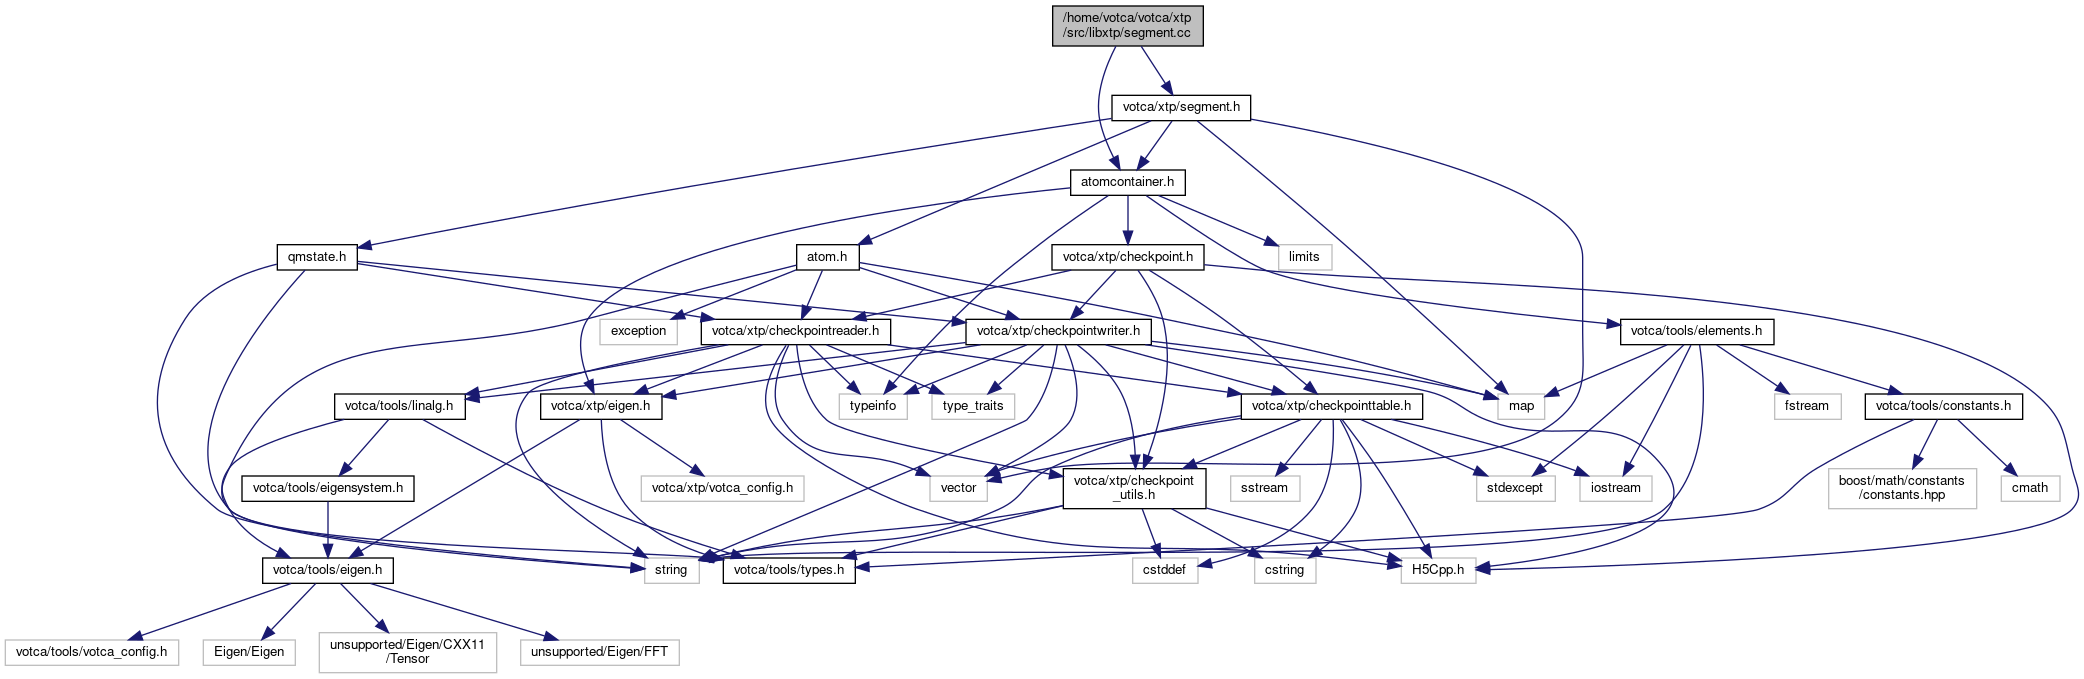 /home/votca/votca/xtp
/src/libxtp/segment.cc
votca/xtp/segment.h
atomcontainer.h
qmstate.h
atom.h
votca/xtp/checkpoint.h
limits
exception
votca/xtp/checkpointreader.h
votca/xtp/checkpointwriter.h
votca/tools/elements.h
votca/tools/linalg.h
votca/xtp/eigen.h
typeinfo
type_traits
votca/xtp/checkpointtable.h
map
fstream
votca/tools/constants.h
votca/tools/eigensystem.h
votca/xtp/votca_config.h
vector
votca/xtp/checkpoint
_utils.h
sstream
stdexcept
iostream
boost/math/constants
/constants.hpp
cmath
votca/tools/eigen.h
string
votca/tools/types.h
cstddef
cstring
H5Cpp.h
votca/tools/votca_config.h
Eigen/Eigen
unsupported/Eigen/CXX11
/Tensor
unsupported/Eigen/FFT